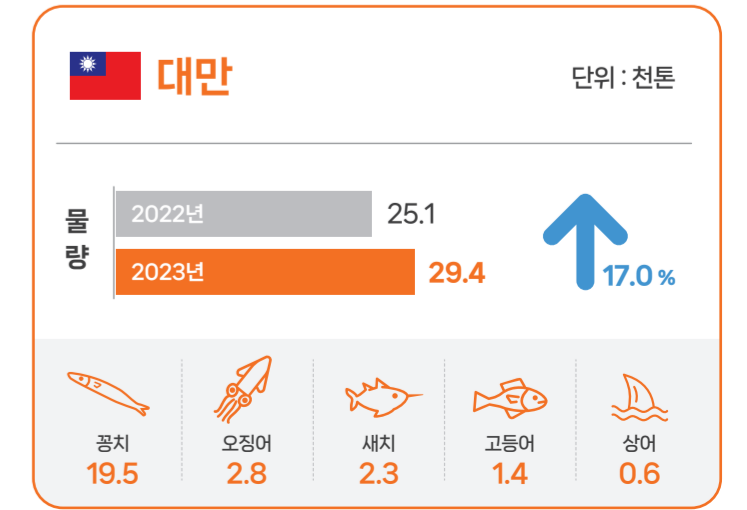 대만
단위 : 천톤
물량
2022년 25.1
2023년 29.4
17.0 %
꽁치 오징어 새치 고등어 상어
19.5 2.8 2.3 1.4 0.6